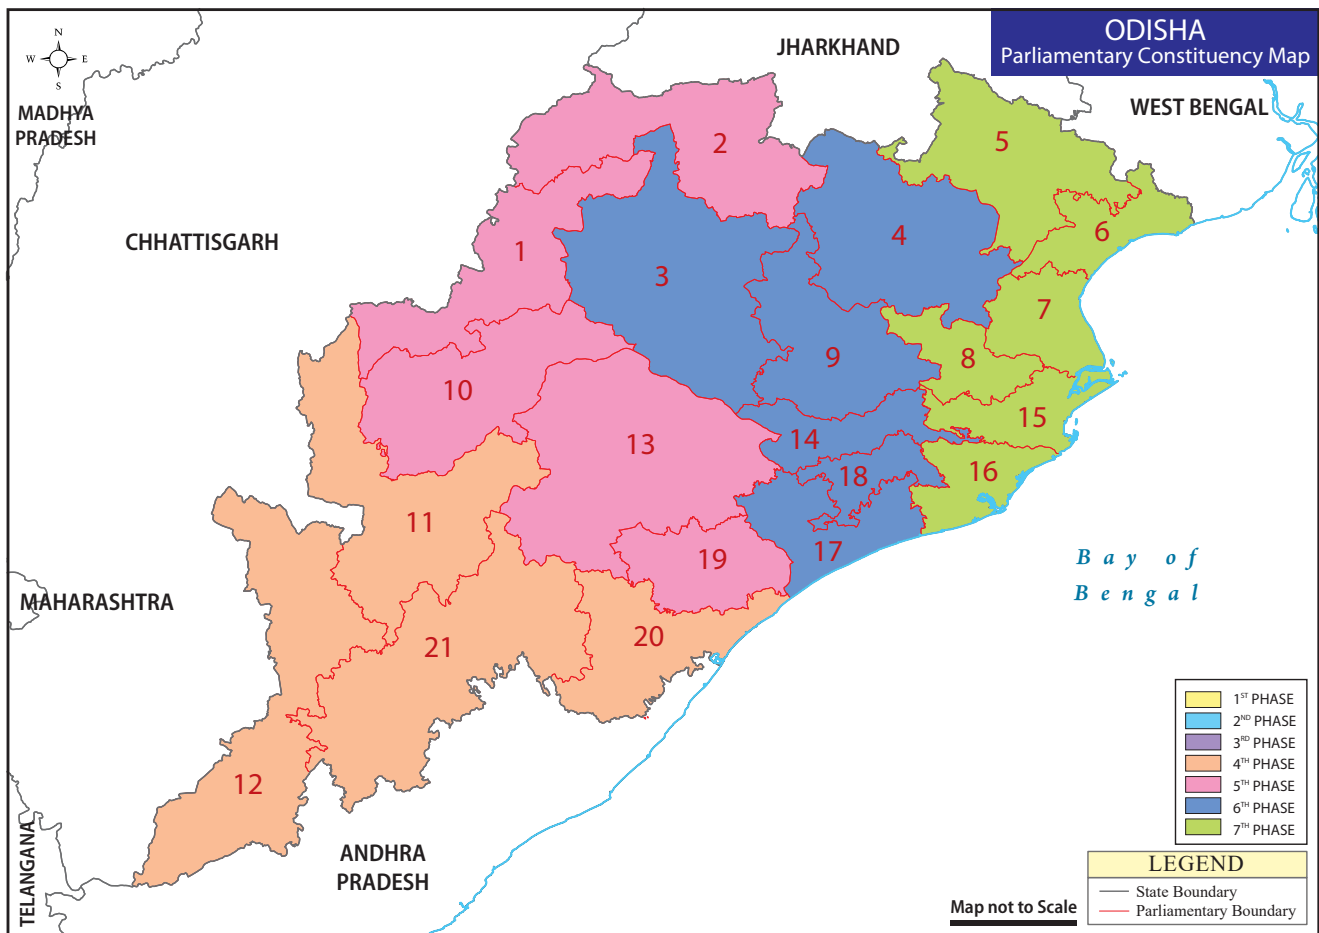 ODISHA
Parliamentary Constituency Map
N
W E
S
JHARKHAND
WEST BENGAL
MADHYA
PRADESH
CHHATTISGARH
MAHARASHTRA
TELANGANA
ANDHRA
PRADESH
Bay of
Bengal
2
5
1
3
4
6
7
9
8
10
13
14
15
18
16
11
19
17
20
21
12
1ST PHASE
2ND PHASE
3RD PHASE
4TH PHASE
5TH PHASE
6TH PHASE
7TH PHASE
LEGEND
State Boundary
Parliamentary Boundary
Map not to Scale